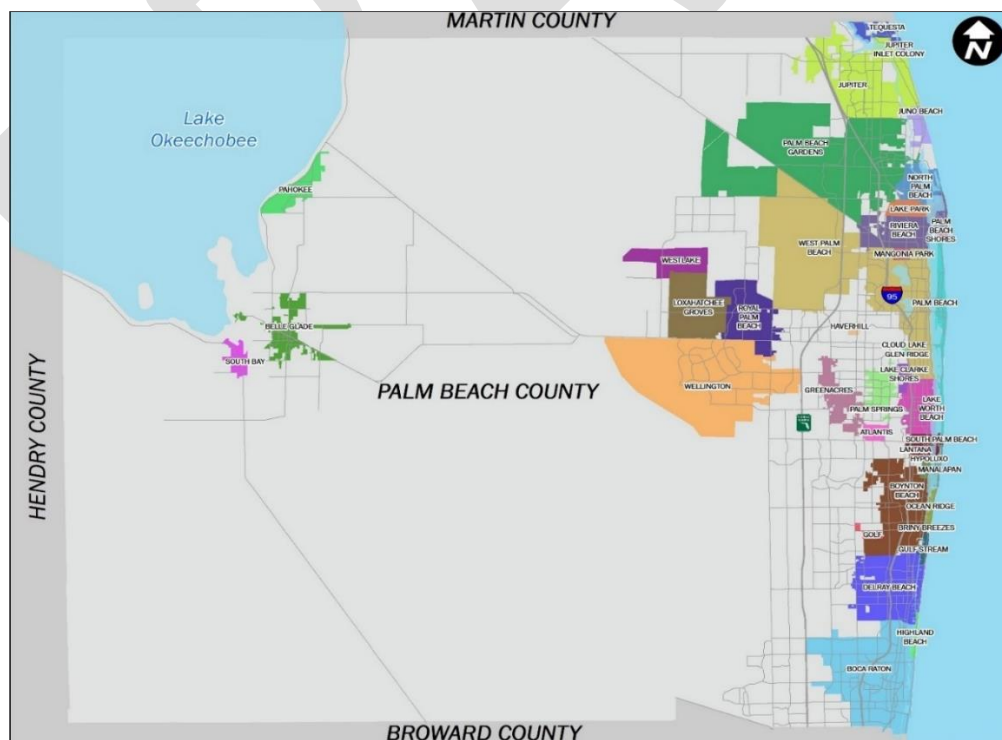 MARTIN COUNTY
N
TEQUESTA
JUPITER
INLET COLONY
JUPITER
JUNO BEACH
Lake
Okeechobee
PALM BEACH
GARDENS
PAHOKEE
NORTH
PALM
BEACH
LAKE PARK
RIVIERA
BEACH
PALM
BEACH
SHORES
WEST PALM
BEACH
MANGONIA PARK
WESTLAKE
95
PALM BEACH
LOXAHATCHEE
GROVES
ROYAL
PALM
BEACH
BELLE GLADE
HAVERHILL
SOUTH BAY
CLOUD LAKE
GLEN RIDGE
LAKE CLARKE
SHORES
HENDRY COUNTY
PALM BEACH COUNTY
WELLINGTON
GREENACRES
PALM SPRINGS
LAKE
WORTH
BEACH
ATLANTIS
SOUTH PALM BEACH
LANTANA
HYPOLUXO
MANALAPAN
BOYNTON
BEACH
OCEAN RIDGE
BRINY BREEZES
GOLF
GULF STREAM
DELRAY BEACH
HIGHLAND
BEACH
BOCA RATON
BROWARD COUNTY